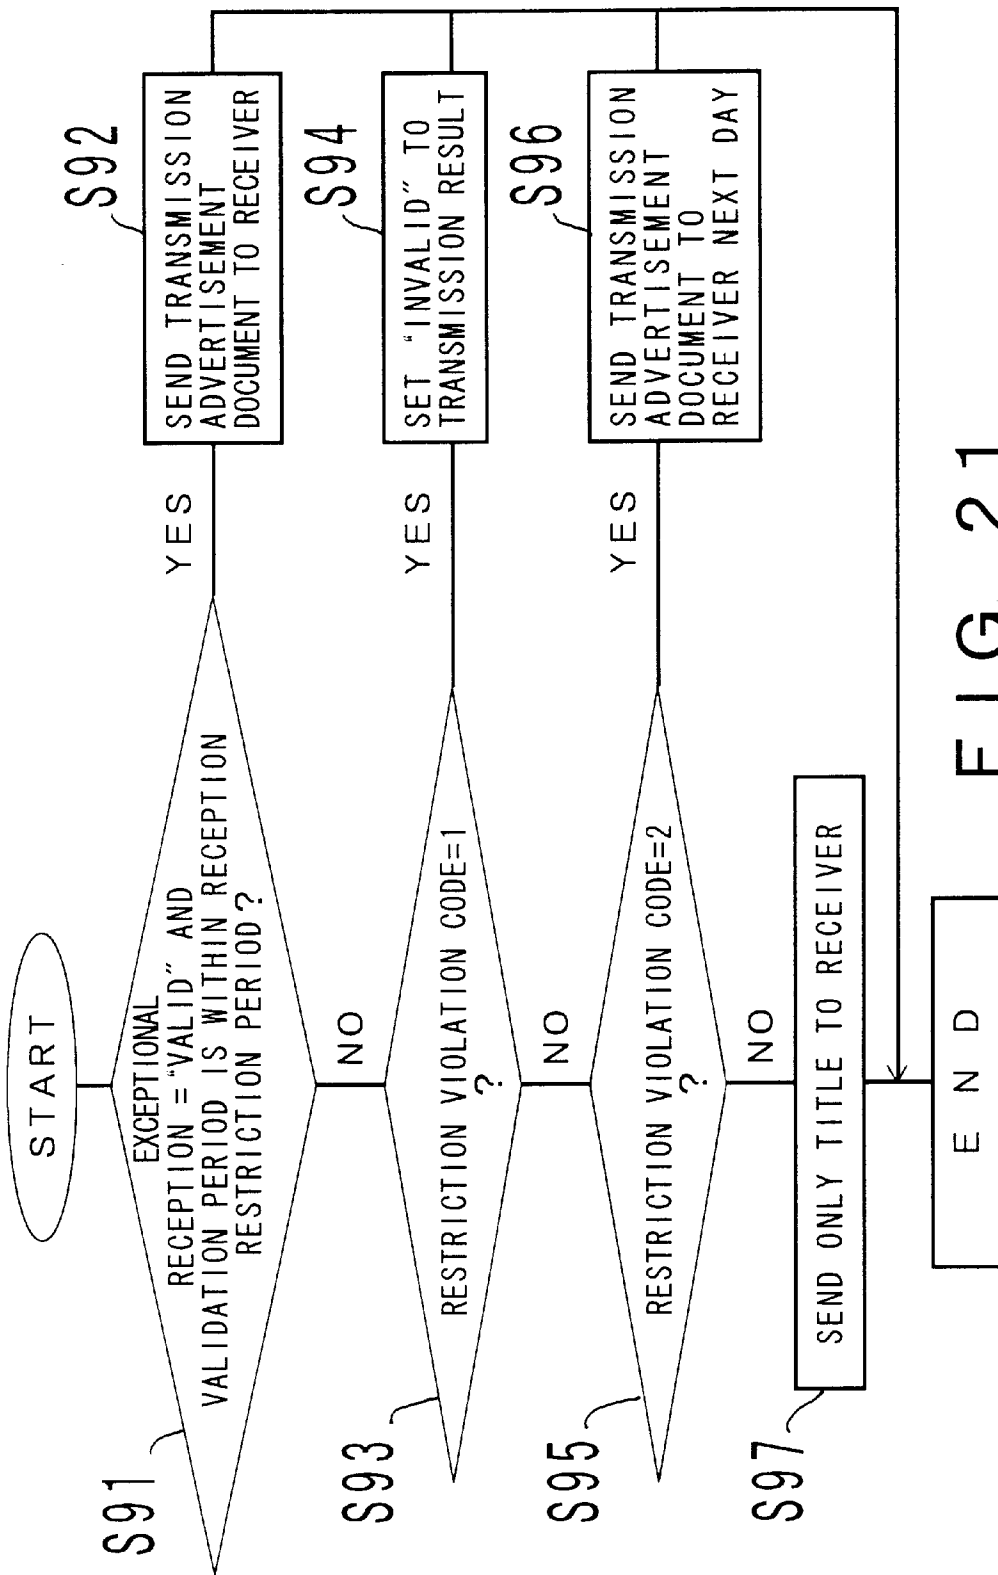 START
EXCEPTIONAL
RECEPTION = "VALID" AND
VALIDATION PERIOD IS WITHIN RECEPTION
RESTRICTION PERIOD?
S91
YES
S92
SEND TRANSMISSION
ADVERTISEMENT
DOCUMENT TO RECEIVER
NO
RESTRICTION VIOLATION CODE=1
?
S93
YES
S94
SET "INVALID" TO
TRANSMISSION RESULT
NO
RESTRICTION VIOLATION CODE=2
?
S95
YES
S96
SEND TRANSMISSION
ADVERTISEMENT
DOCUMENT TO
RECEIVER NEXT DAY
NO
SEND ONLY TITLE TO RECEIVER
S97
END
FIG. 21